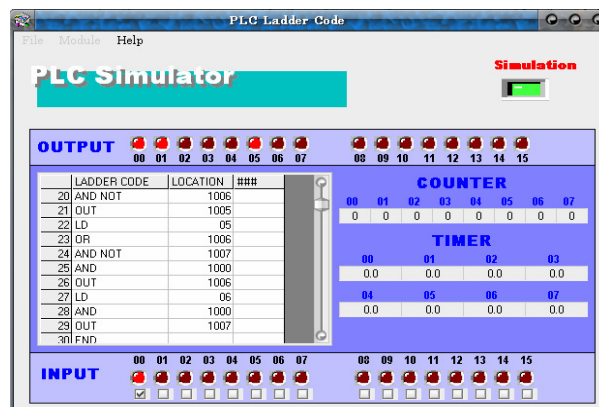 PLC Ladder Code
File Module Help
PLC Simulator
Simulation
OUTPUT
00 01 02 03 04 05 06 07 08 09 10 11 12 13 14 15
LADDER CODE LOCATION ###
20 AND NOT 1006
21 OUT 1005
22 LD 05
23 OR 1006
24 AND NOT 1007
25 AND 1000
26 OUT 1006
27 LD 06
28 AND 1000
29 OUT 1007
30 END
COUNTER
00 01 02 03 04 05 06 07
0 0 0 0 0 0 0 0
TIMER
00 01 02 03
0.0 0.0 0.0 0.0
04 05 06 07
0.0 0.0 0.0 0.0
INPUT
00 01 02 03 04 05 06 07 08 09 10 11 12 13 14 15